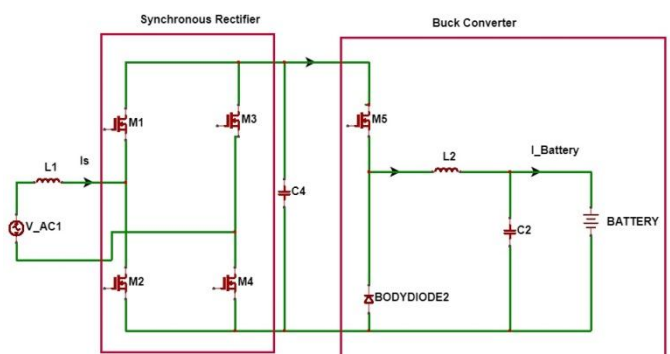 Synchronous Rectifier
Buck Converter
M1
M3
M5
L1
Is
L2
I_Battery
C4
V_AC1
C2
BATTERY
M2
M4
BODYDIODE2